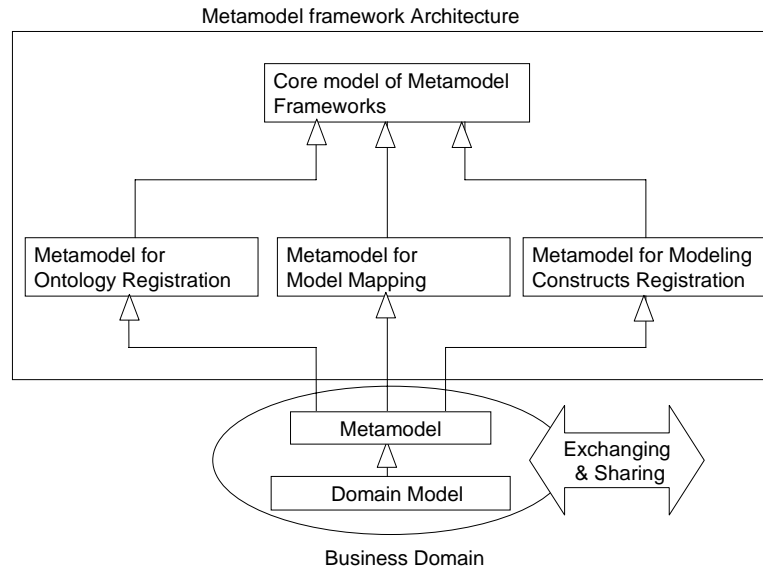 Metamodel framework Architecture
Core model of Metamodel
Frameworks
Metamodel for
Ontology Registration
Metamodel for
Model Mapping
Metamodel for Modeling
Constructs Registration
Metamodel
Domain Model
Exchanging
& Sharing
Business Domain